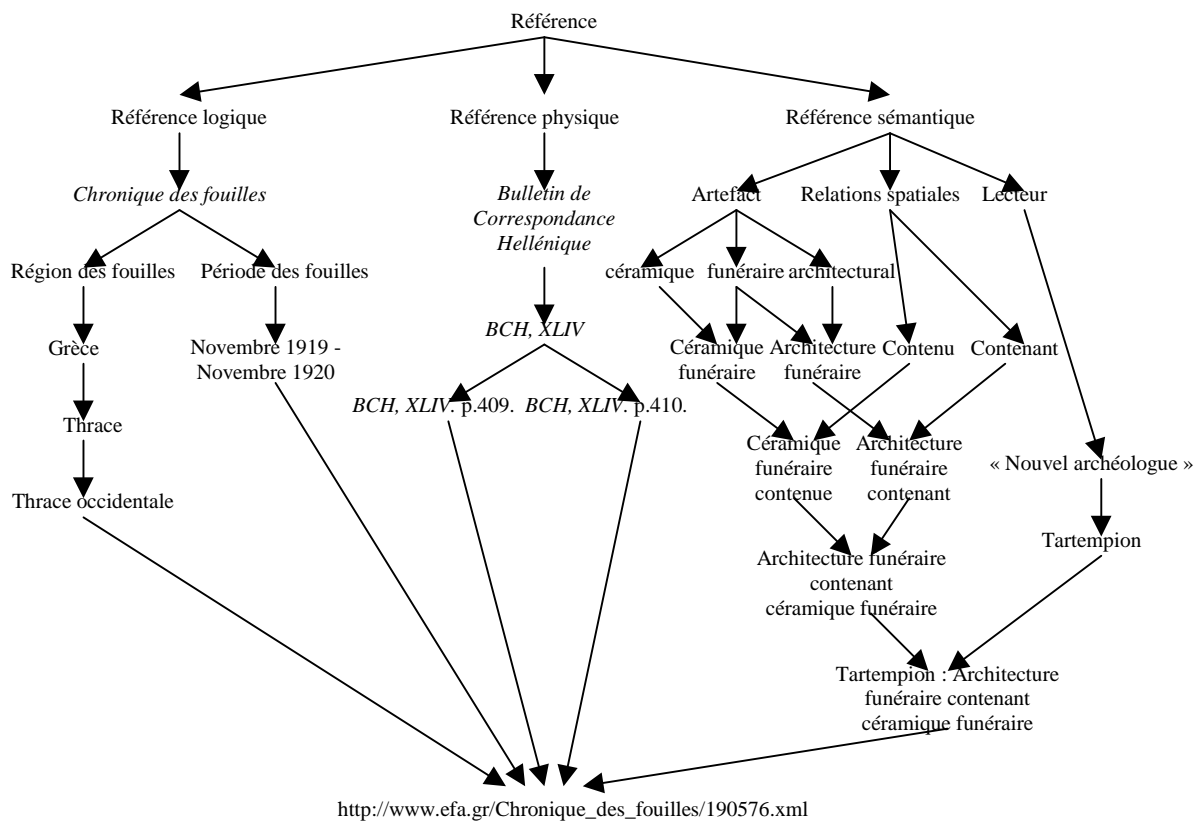 Référence
Référence logique
Référence physique
Référence sémantique
Chronique des fouilles
Bulletin de
Correspondance
Hellénique
Artefact
Relations spatiales
Lecteur
Région des fouilles
Période des fouilles
céramique
funéraire
architectural
Grèce
Novembre 1919 -
Novembre 1920
BCH, XLIV
Céramique
funéraire
Architecture
funéraire
Contenu
Contenant
BCH, XLIV. p.409.
BCH, XLIV. p.410.
Thrace
Céramique
funéraire
contenue
Architecture
funéraire
contenant
« Nouvel archéologue »
Thrace occidentale
Tartempion
Architecture funéraire
contenant
céramique funéraire
Tartempion : Architecture
funéraire contenant
céramique funéraire
http://www.efa.gr/Chronique_des_fouilles/190576.xml